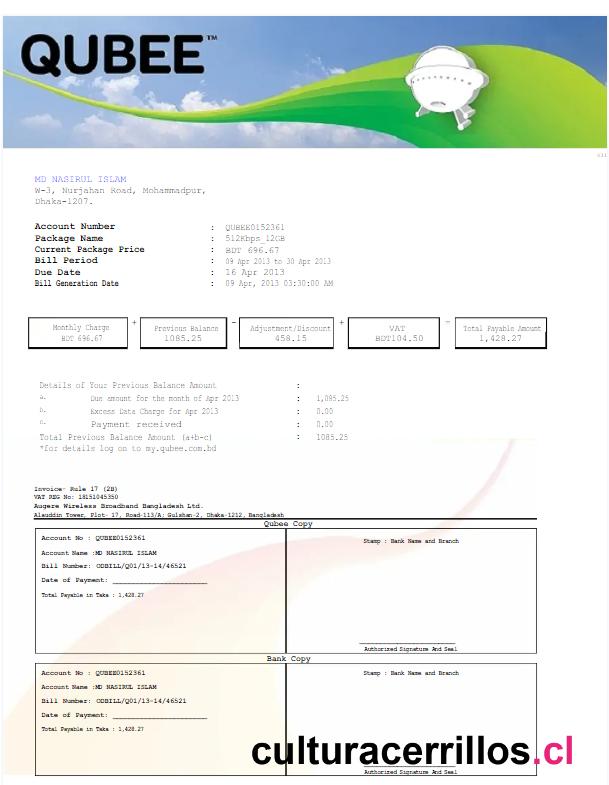 QUBEE™
MD NASIRUL ISLAM
W-3, Nurjahan Road, Mohammadpur,
Dhaka-1207.
Account Number : QUBEE0152361
Package Name : 512Kbps_12GB
Current Package Price : BDT 696.67
Bill Period : 09 Apr 2013 to 30 Apr 2013
Due Date : 16 Apr 2013
Bill Generation Date : 09 Apr, 2013 03:30:00 AM
Monthly Charge + Previous Balance - Adjustment/Discount + VAT = Total Payable Amount
BDT 696.67 1085.25 458.15 BDT104.50 1,428.27
Details of Your Previous Balance Amount :
a. Due amount for the month of Apr 2013 : 1,085.25
b. Excess Data Charge for Apr 2013 : 0.00
c. Payment received : 0.00
Total Previous Balance Amount (a+b-c) : 1085.25
*for details log on to my.qubee.com.bd
Invoice- Rule 17 (2B)
VAT REG No: 18151045350
Augere Wireless Broadband Bangladesh Ltd.
Alauddin Tower, Plot- 17, Road-113/A; Gulshan-2, Dhaka-1212, Bangladesh
Qubee Copy
Account No : QUBEE0152361
Stamp : Bank Name and Branch
Account Name :MD NASIRUL ISLAM
Bill Number: ODBILL/Q01/13-14/46521
Date of Payment: ______________________
Total Payable in Taka : 1,428.27
Authorized Signature And Seal
Bank Copy
Account No : QUBEE0152361
Stamp : Bank Name and Branch
Account Name :MD NASIRUL ISLAM
Bill Number: ODBILL/Q01/13-14/46521
Date of Payment: ______________________
Total Payable in Taka : 1,428.27
culturacerrillos.cl
Authorized Signature And Seal